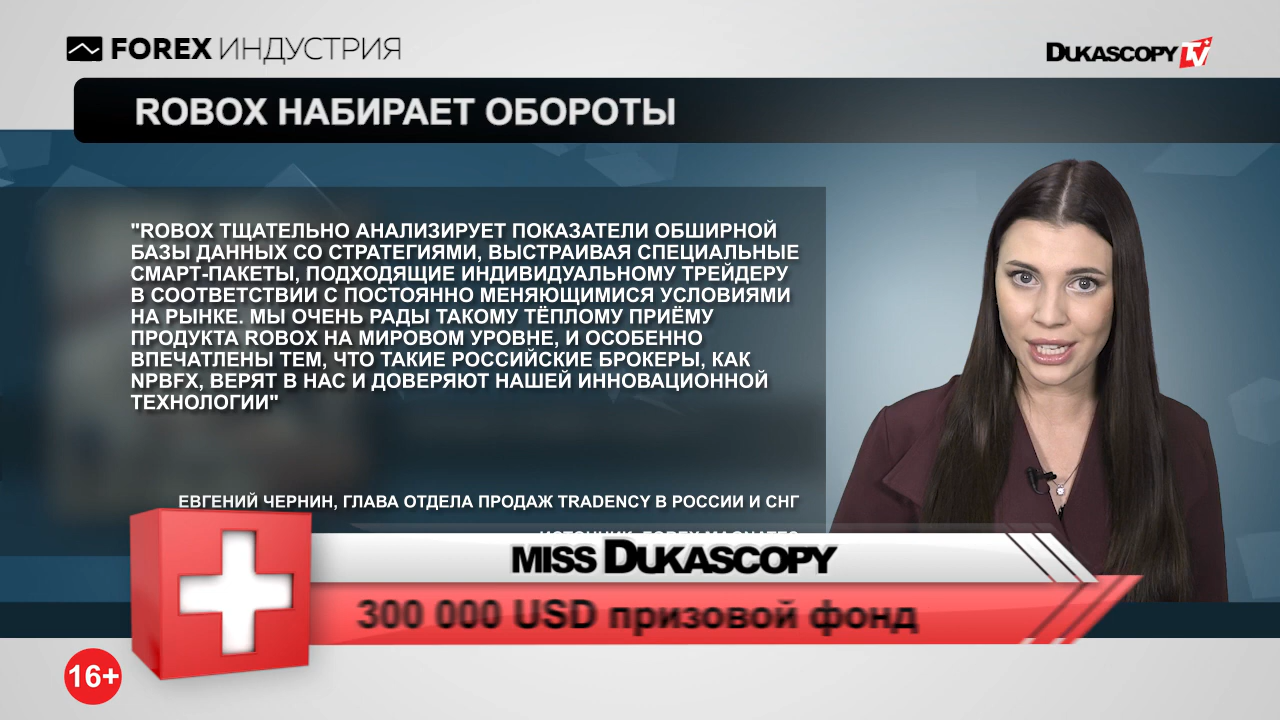 FOREX ИНДУСТРИЯ
DUKASCOPY TV
ROBOX НАБИРАЕТ ОБОРОТЫ
"ROBOX ТЩАТЕЛЬНО АНАЛИЗИРУЕТ ПОКАЗАТЕЛИ ОБШИРНОЙ
БАЗЫ ДАННЫХ СО СТРАТЕГИЯМИ, ВЫСТРАИВАЯ СПЕЦИАЛЬНЫЕ
СМАРТ-ПАКЕТЫ, ПОДХОДЯЩИЕ ИНДИВИДУАЛЬНОМУ ТРЕЙДЕРУ
В СООТВЕТСТВИИ С ПОСТОЯННО МЕНЯЮЩИМИСЯ УСЛОВИЯМИ
НА РЫНКЕ. МЫ ОЧЕНЬ РАДЫ ТАКОМУ ТЁПЛОМУ ПРИЁМУ
ПРОДУКТА ROBOX НА МИРОВОМ УРОВНЕ, И ОСОБЕННО
ВПЕЧАТЛЕНЫ ТЕМ, ЧТО ТАКИЕ РОССИЙСКИЕ БРОКЕРЫ, КАК
NPBFX, ВЕРЯТ В НАС И ДОВЕРЯЮТ НАШЕЙ ИННОВАЦИОННОЙ
ТЕХНОЛОГИИ"
ЕВГЕНИЙ ЧЕРНИН, ГЛАВА ОТДЕЛА ПРОДАЖ TRADENCY В РОССИИ И СНГ
MISS DUKASCOPY
300 000 USD призовой фонд
16+